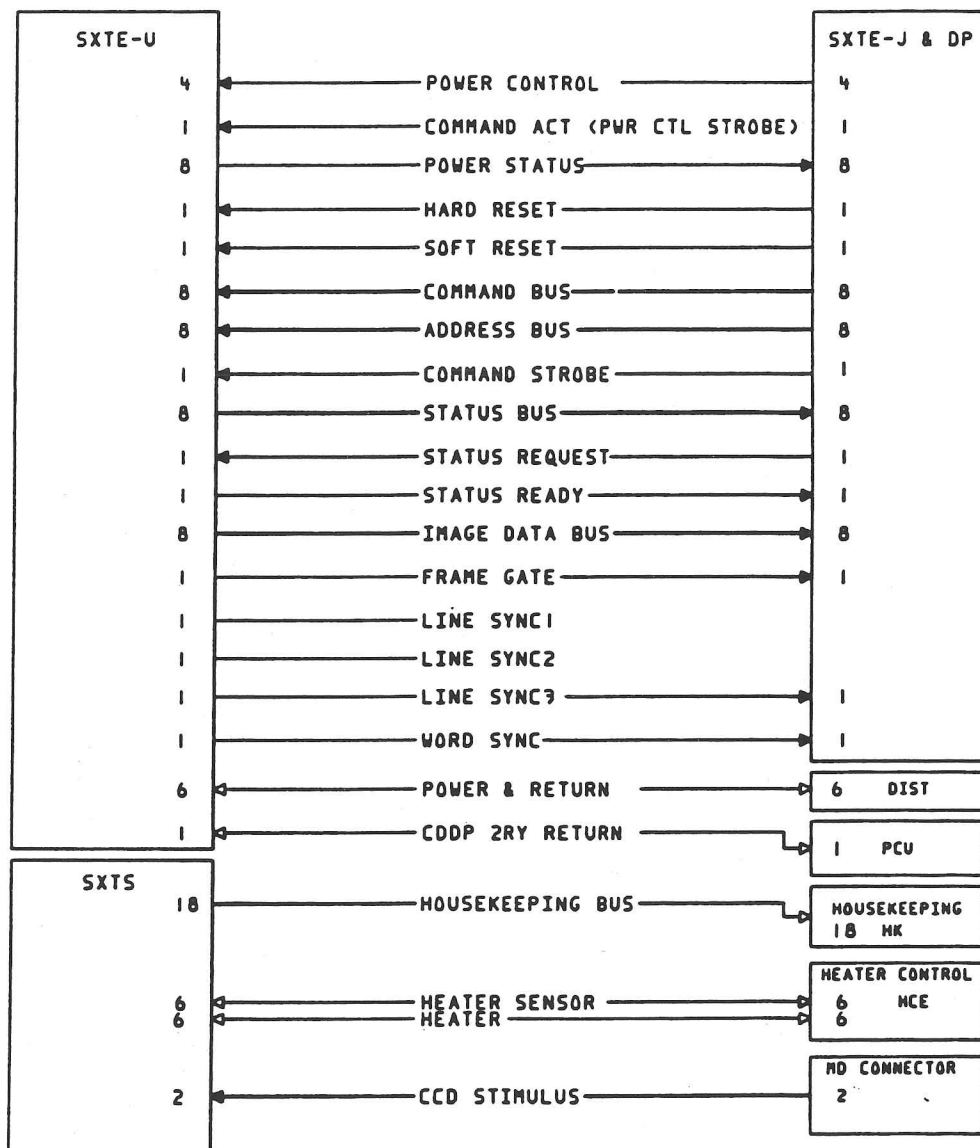 SXTE-U SXTE-J & DP
4 POWER CONTROL 4
1 COMMAND ACT (PWR CTL STROBE) 1
8 POWER STATUS 8
1 HARD RESET 1
1 SOFT RESET 1
8 COMMAND BUS 8
8 ADDRESS BUS 8
1 COMMAND STROBE 1
8 STATUS BUS 8
1 STATUS REQUEST 1
1 STATUS READY 1
8 IMAGE DATA BUS 8
1 FRAME GATE 1
1 LINE SYNC1
1 LINE SYNC2
1 LINE SYNC3 1
1 WORD SYNC 1
6 POWER & RETURN 6 DIST
1 CDDP 2RY RETURN 1 PCU
SXTS
18 HOUSEKEEPING BUS HOUSEKEEPING
18 HK
HEATER CONTROL
6 HEATER SENSOR 6 HCE
6 HEATER 6
MD CONNECTOR
2 CCD STIMULUS 2